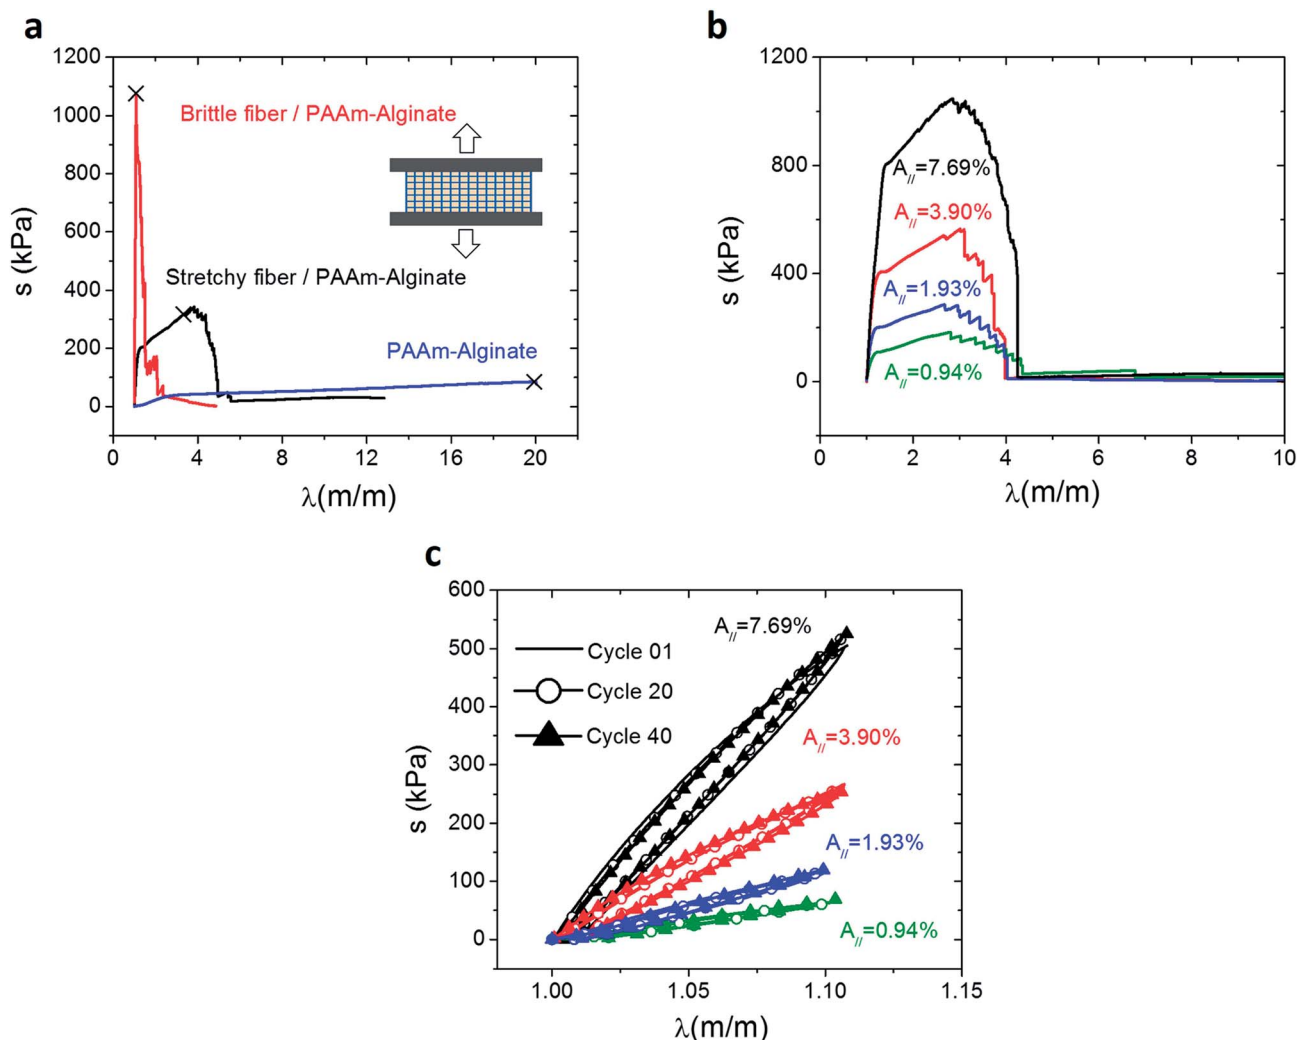 a
1200
1000
800
600
400
200
0
s (kPa)
0 4 8 12 16 20
λ(m/m)
Brittle fiber / PAAm-Alginate
Stretchy fiber / PAAm-Alginate
PAAm-Alginate
b
1200
800
400
0
s (kPa)
0 2 4 6 8 10
λ(m/m)
A//=7.69%
A//=3.90%
A//=1.93%
A//=0.94%
c
600
500
400
300
200
100
0
s (kPa)
1.00 1.05 1.10 1.15
λ(m/m)
Cycle 01
Cycle 20
Cycle 40
A//=7.69%
A//=3.90%
A//=1.93%
A//=0.94%